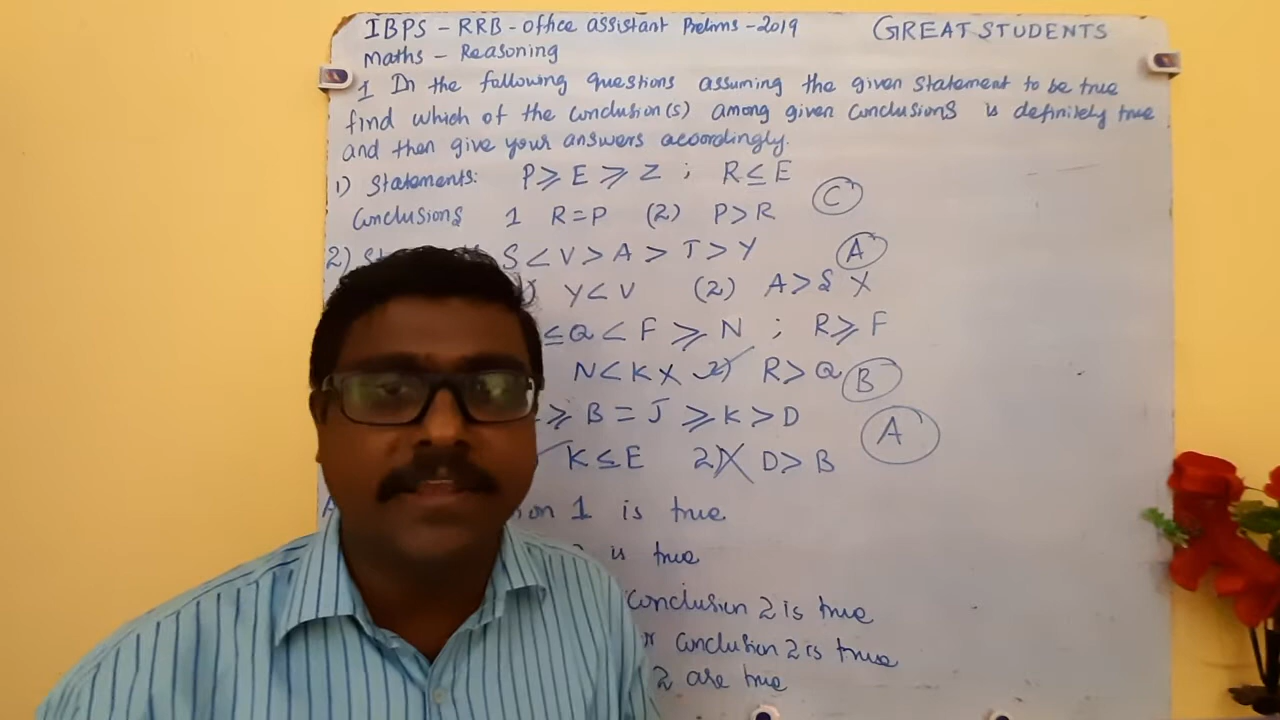 IBPS - RRB - office assistant Prelims - 2019 GREAT STUDENTS
Maths - Reasoning
1 In the following questions assuming the given statement to be true
find which of the conclusion(s) among given conclusions is definitely true
and then give your answers accordingly.
1) Statements: P ⩾ E ⩾ Z ; R ≤ E
Conclusions 1 R = P (2) P > R C
2) S < V > A > T > Y A
) Y < V (2) A > S X
≤ Q < F ⩾ N ; R ⩾ F
N < K X 2) R > Q B
⩾ B = J ⩾ K > D
K ≤ E 2) X D > B A
on 1 is true
is true
Conclusion 2 is true
r conclusion 2 is true
2 are true